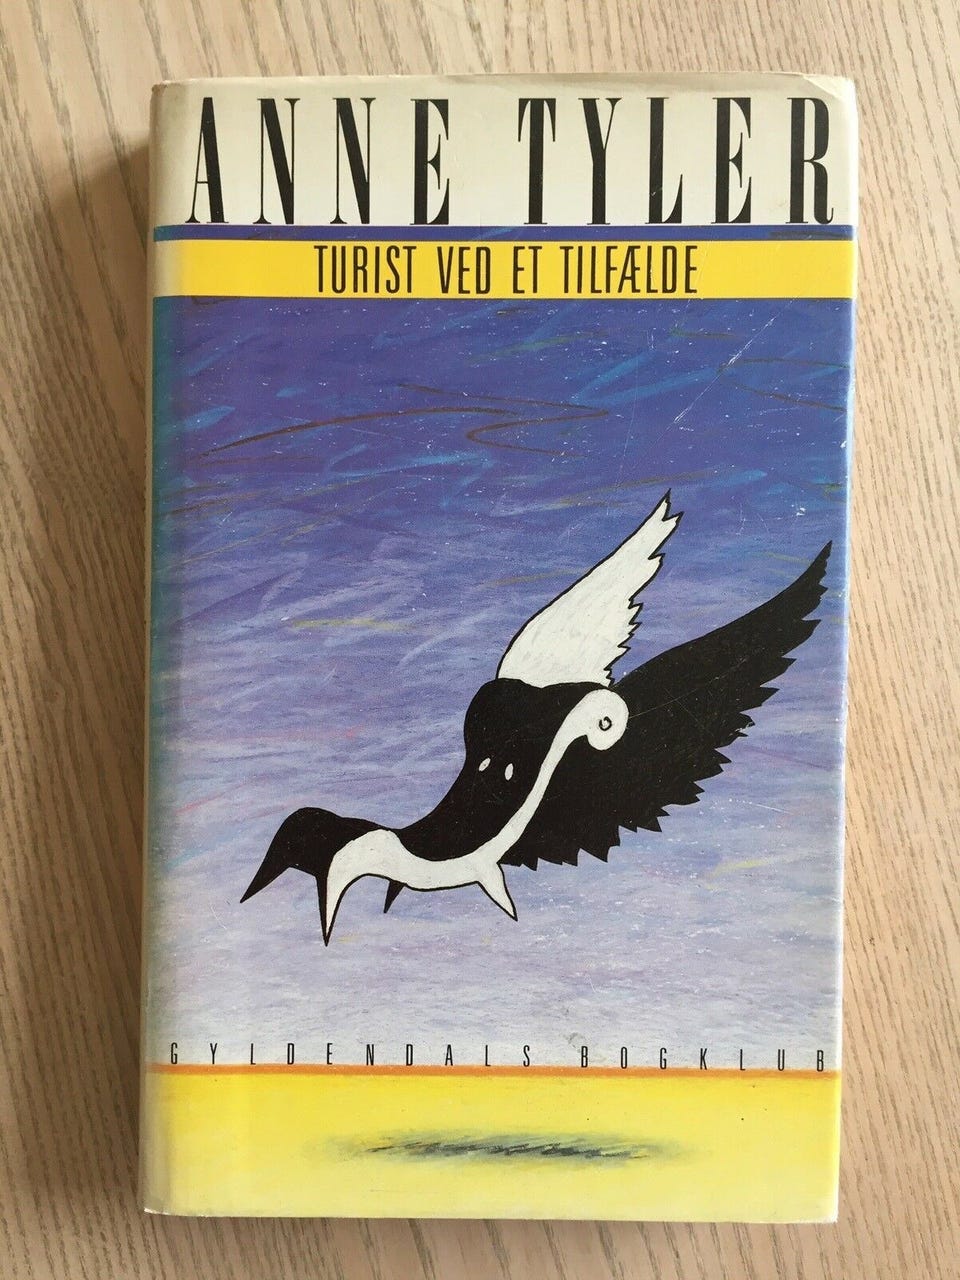 ANNE TYLER
TURIST VED ET TILFÆLDE
GYLDENDALS BOGKLUB